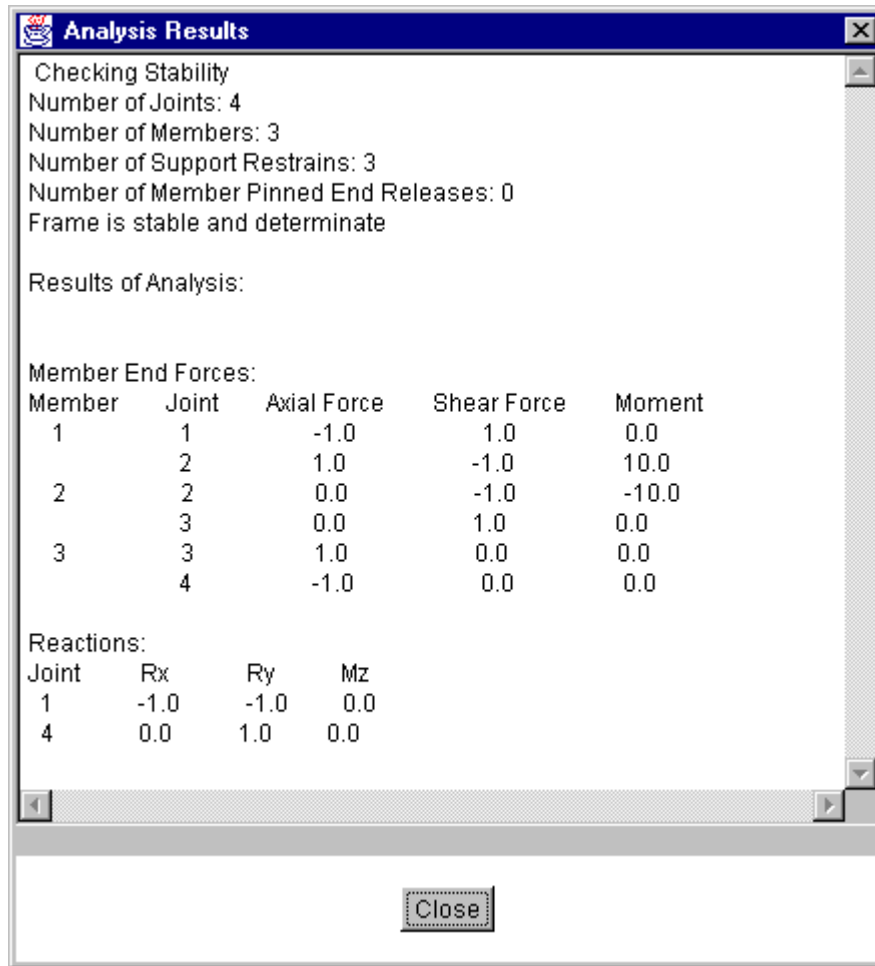 Analysis Results
Checking Stability
Number of Joints: 4
Number of Members: 3
Number of Support Restrains: 3
Number of Member Pinned End Releases: 0
Frame is stable and determinate
Results of Analysis:
Member End Forces:
Member Joint Axial Force Shear Force Moment
1 1 -1.0 1.0 0.0
2 1.0 -1.0 10.0
2 2 0.0 -1.0 -10.0
3 0.0 1.0 0.0
3 3 1.0 0.0 0.0
4 -1.0 0.0 0.0
Reactions:
Joint Rx Ry Mz
1 -1.0 -1.0 0.0
4 0.0 1.0 0.0
Close